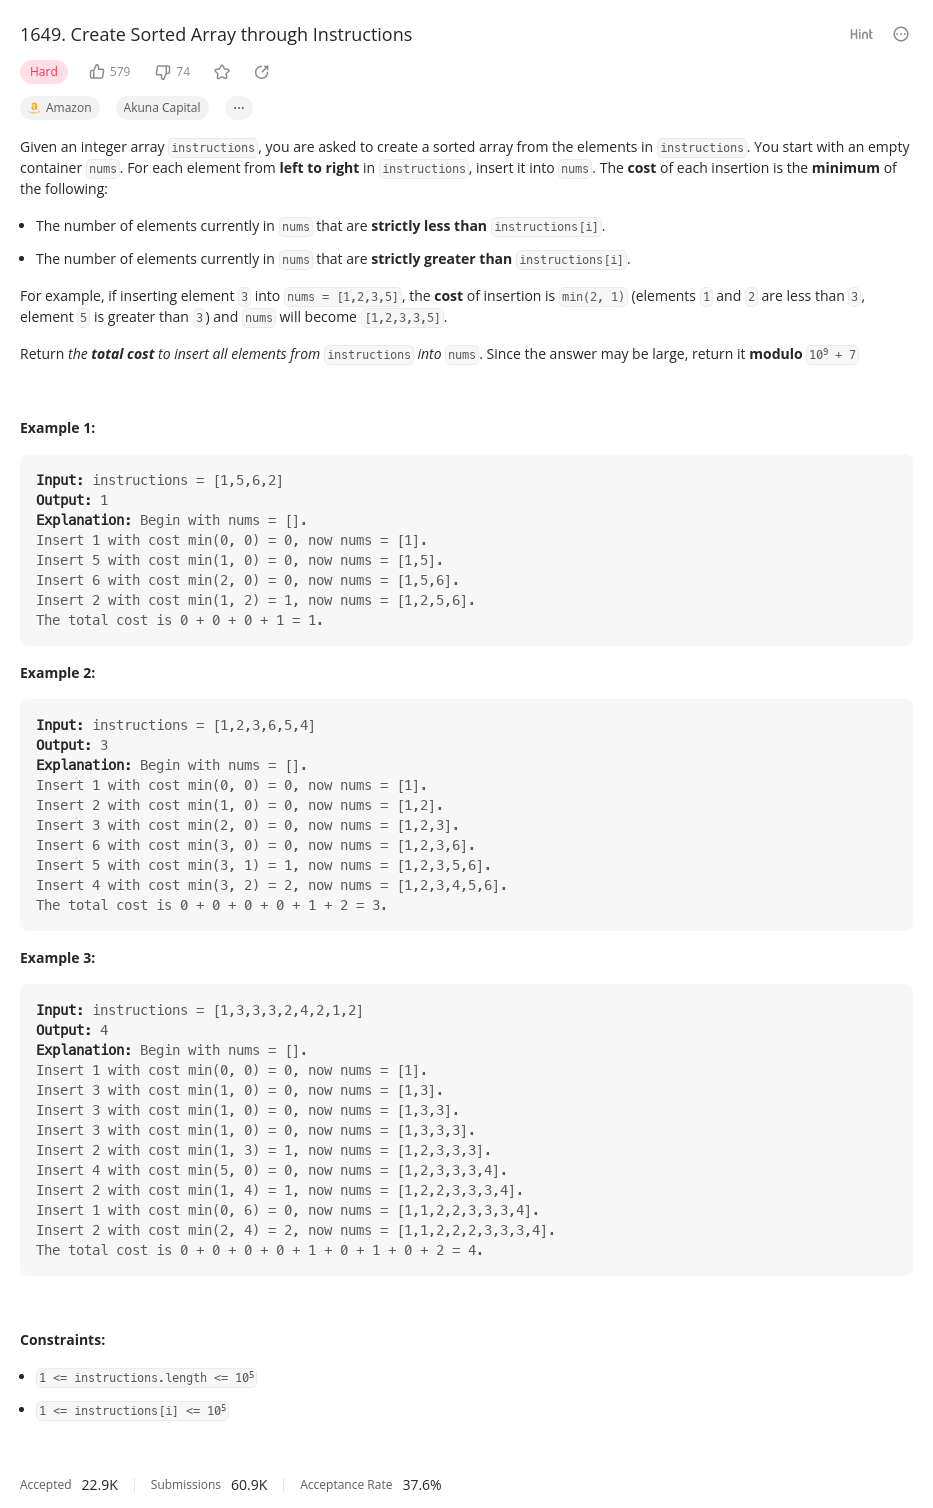 1649. Create Sorted Array through Instructions
Hint
Hard 579 74
Amazon Akuna Capital ...
Given an integer array instructions, you are asked to create a sorted array from the elements in instructions. You start with an empty
container nums. For each element from left to right in instructions, insert it into nums. The cost of each insertion is the minimum of
the following:
• The number of elements currently in nums that are strictly less than instructions[i].
• The number of elements currently in nums that are strictly greater than instructions[i].
For example, if inserting element 3 into nums = [1,2,3,5], the cost of insertion is min(2, 1) (elements 1 and 2 are less than 3,
element 5 is greater than 3) and nums will become [1,2,3,3,5].
Return the total cost to insert all elements from instructions into nums. Since the answer may be large, return it modulo 10⁹ + 7
Example 1:
Input: instructions = [1,5,6,2]
Output: 1
Explanation: Begin with nums = [].
Insert 1 with cost min(0, 0) = 0, now nums = [1].
Insert 5 with cost min(1, 0) = 0, now nums = [1,5].
Insert 6 with cost min(2, 0) = 0, now nums = [1,5,6].
Insert 2 with cost min(1, 2) = 1, now nums = [1,2,5,6].
The total cost is 0 + 0 + 0 + 1 = 1.
Example 2:
Input: instructions = [1,2,3,6,5,4]
Output: 3
Explanation: Begin with nums = [].
Insert 1 with cost min(0, 0) = 0, now nums = [1].
Insert 2 with cost min(1, 0) = 0, now nums = [1,2].
Insert 3 with cost min(2, 0) = 0, now nums = [1,2,3].
Insert 6 with cost min(3, 0) = 0, now nums = [1,2,3,6].
Insert 5 with cost min(3, 1) = 1, now nums = [1,2,3,5,6].
Insert 4 with cost min(3, 2) = 2, now nums = [1,2,3,4,5,6].
The total cost is 0 + 0 + 0 + 0 + 1 + 2 = 3.
Example 3:
Input: instructions = [1,3,3,3,2,4,2,1,2]
Output: 4
Explanation: Begin with nums = [].
Insert 1 with cost min(0, 0) = 0, now nums = [1].
Insert 3 with cost min(1, 0) = 0, now nums = [1,3].
Insert 3 with cost min(1, 0) = 0, now nums = [1,3,3].
Insert 3 with cost min(1, 0) = 0, now nums = [1,3,3,3].
Insert 2 with cost min(1, 3) = 1, now nums = [1,2,3,3,3].
Insert 4 with cost min(5, 0) = 0, now nums = [1,2,3,3,3,4].
Insert 2 with cost min(1, 4) = 1, now nums = [1,2,2,3,3,3,4].
Insert 1 with cost min(0, 6) = 0, now nums = [1,1,2,2,3,3,3,4].
Insert 2 with cost min(2, 4) = 2, now nums = [1,1,2,2,2,3,3,3,4].
The total cost is 0 + 0 + 0 + 0 + 1 + 0 + 1 + 0 + 2 = 4.
Constraints:
• 1 <= instructions.length <= 10⁵
• 1 <= instructions[i] <= 10⁵
Accepted 22.9K Submissions 60.9K Acceptance Rate 37.6%